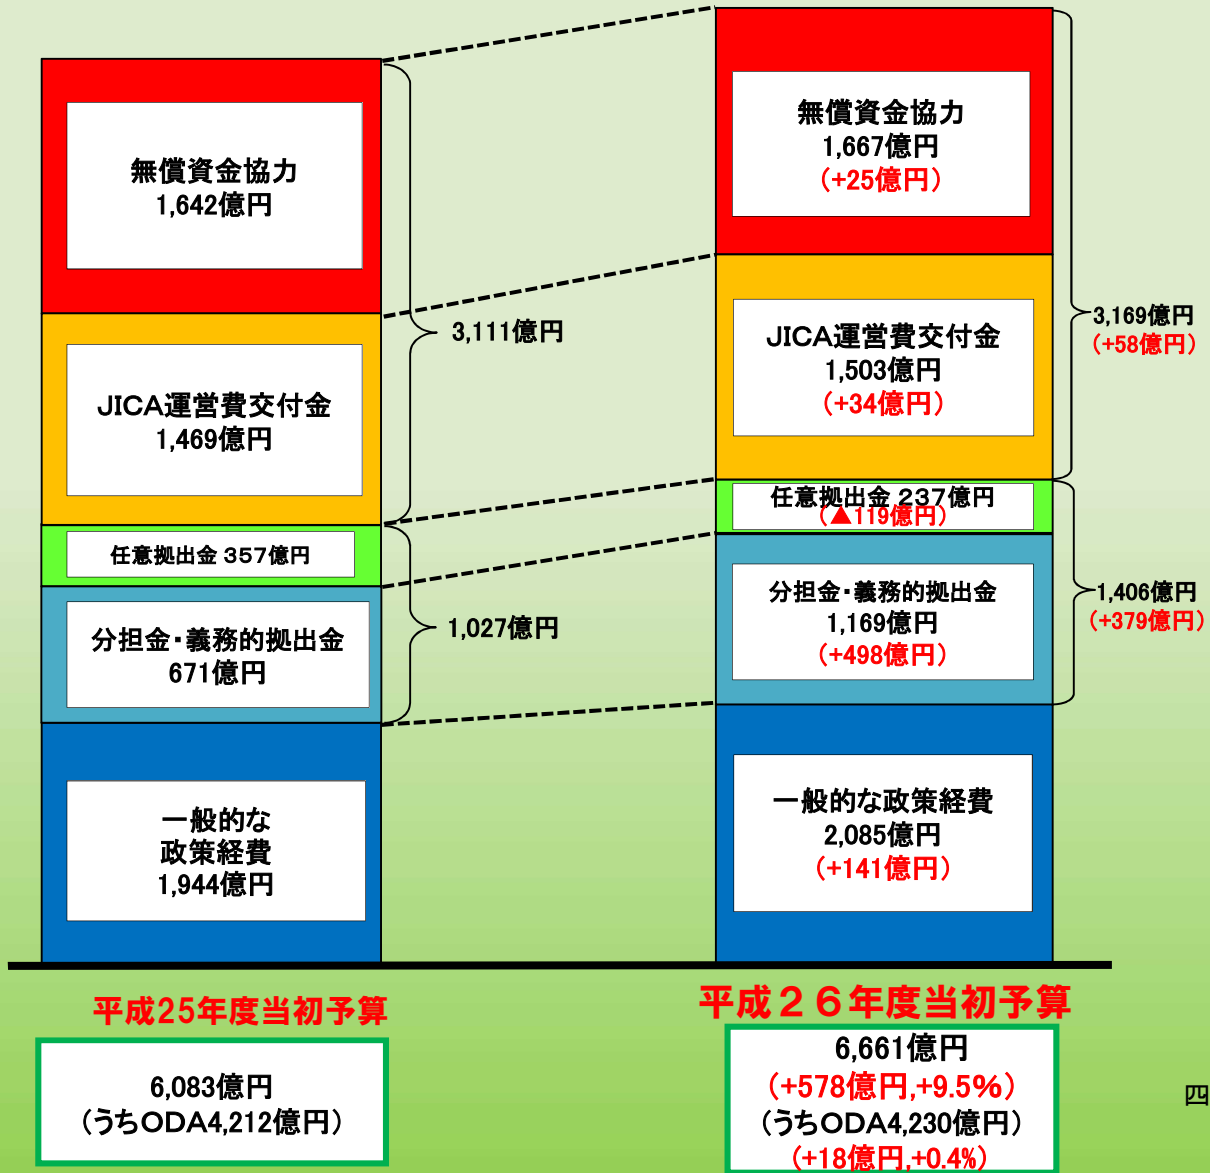 無償資金協力
1,642億円
JICA運営費交付金
1,469億円
3,111億円
任意拠出金 357億円
分担金・義務的拠出金
671億円
1,027億円
一般的な
政策経費
1,944億円
平成25年度当初予算
6,083億円
(うちODA4,212億円)
無償資金協力
1,667億円
(+25億円)
JICA運営費交付金
1,503億円
(+34億円)
3,169億円
(+58億円)
任意拠出金 237億円
(▲119億円)
分担金・義務的拠出金
1,169億円
(+498億円)
1,406億円
(+379億円)
一般的な政策経費
2,085億円
(+141億円)
平成26年度当初予算
6,661億円
(+578億円,+9.5%)
(うちODA4,230億円)
(+18億円,+0.4%)
四